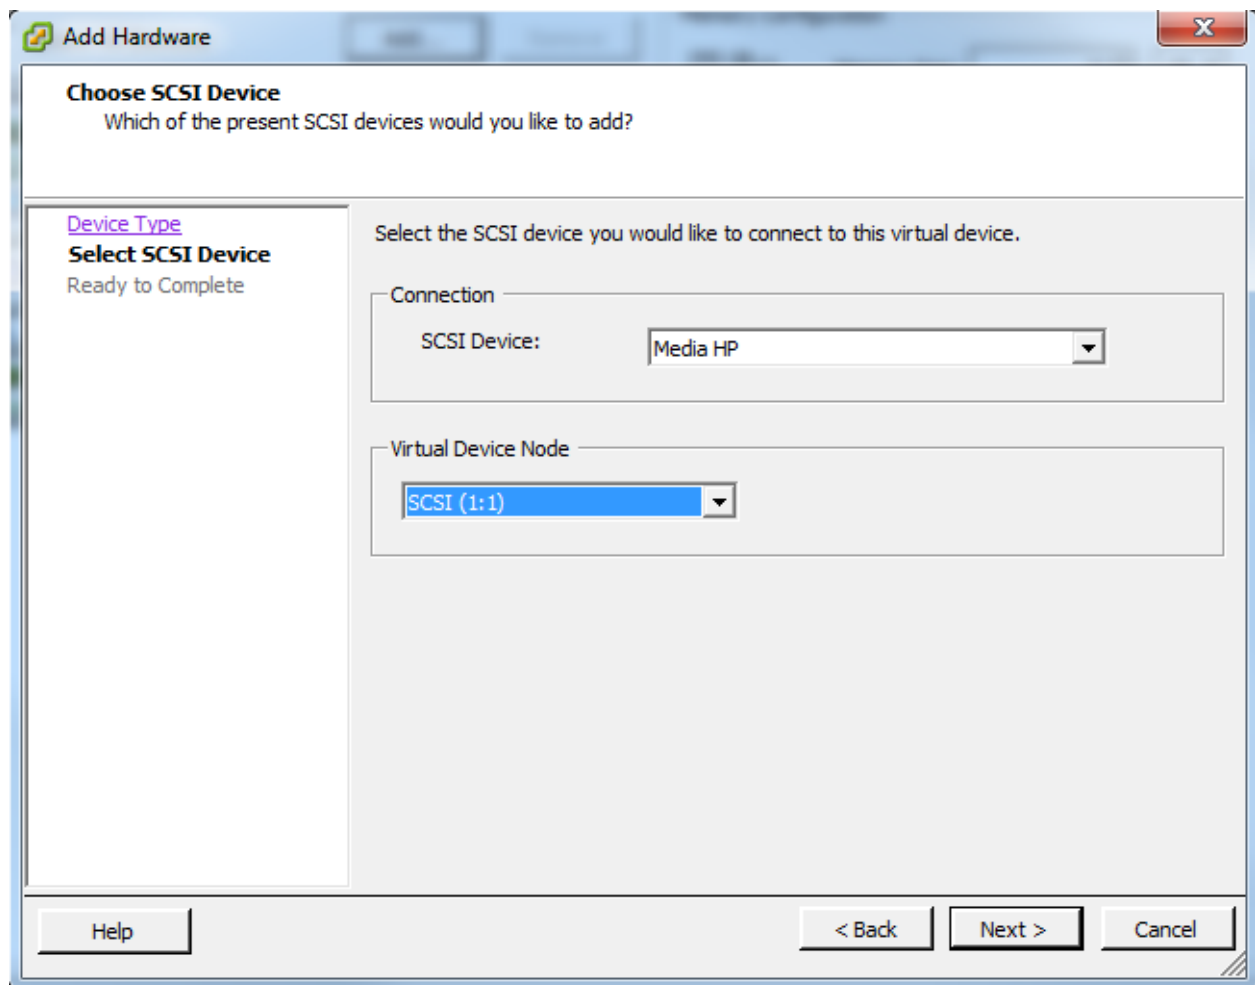 Add Hardware
Choose SCSI Device
Which of the present SCSI devices would you like to add?
Device Type
Select SCSI Device
Ready to Complete
Select the SCSI device you would like to connect to this virtual device.
Connection
SCSI Device:
Media HP
Virtual Device Node
SCSI (1:1)
Help
< Back
Next >
Cancel